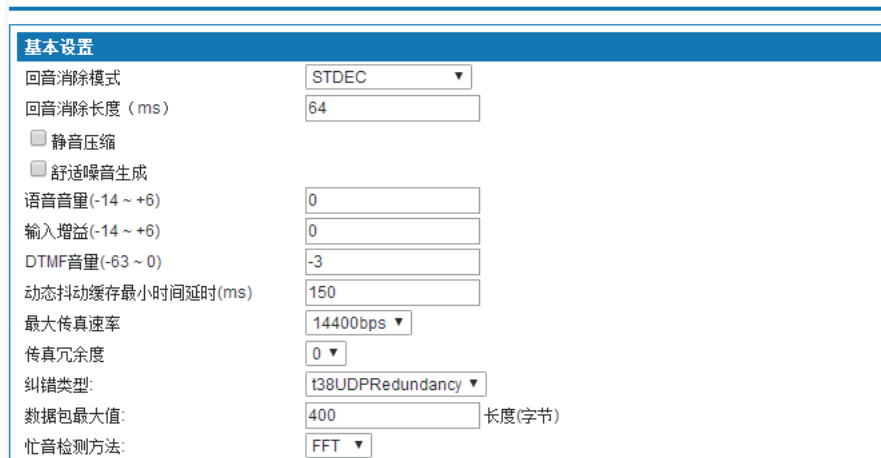 基本设置
回音消除模式 STDEC
回音消除长度（ms） 64
静音压缩
舒适噪音生成
语音音量(-14 ~ +6) 0
输入增益(-14 ~ +6) 0
DTMF音量(-63 ~ 0) -3
动态抖动缓存最小时间延时(ms) 150
最大传真速率 14400bps
传真冗余度 0
纠错类型: t38UDPRedundancy
数据包最大值: 400 长度(字节)
忙音检测方法: FFT